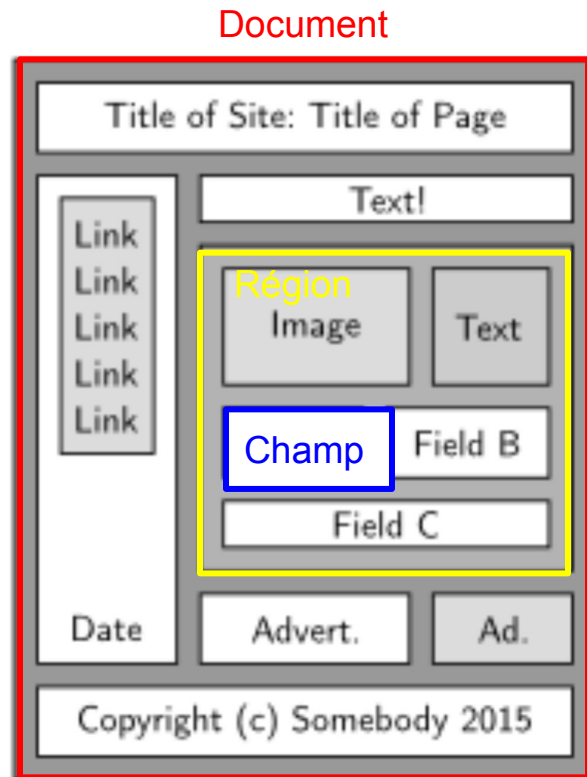 Document
Title of Site: Title of Page
Text!
Link
Link
Link
Link
Link
Date
Région
Image
Text
Champ
Field B
Field C
Advert.
Ad.
Copyright (c) Somebody 2015